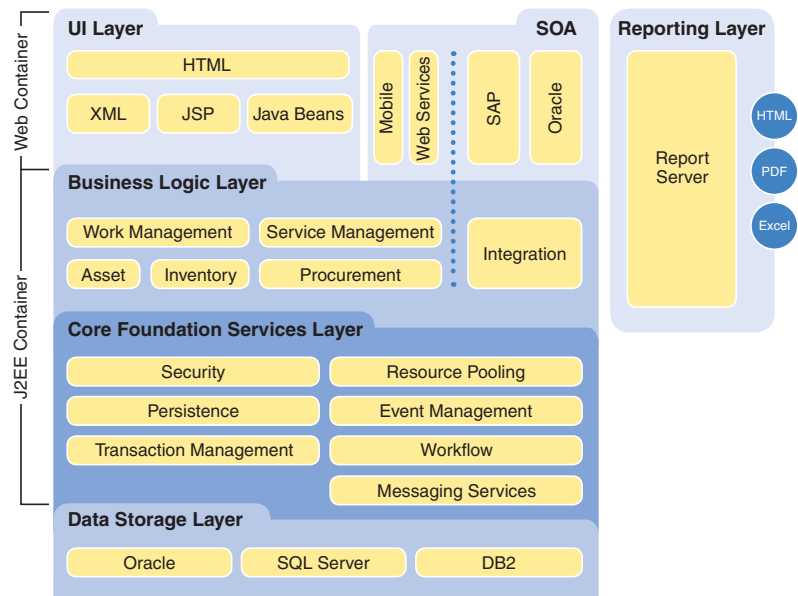 Web Container
J2EE Container
UI Layer
HTML
XML
JSP
Java Beans
SOA
Mobile
Web Services
SAP
Oracle
Reporting Layer
Report
Server
HTML
PDF
Excel
Business Logic Layer
Work Management
Service Management
Asset
Inventory
Procurement
Integration
Core Foundation Services Layer
Security
Resource Pooling
Persistence
Event Management
Transaction Management
Workflow
Messaging Services
Data Storage Layer
Oracle
SQL Server
DB2